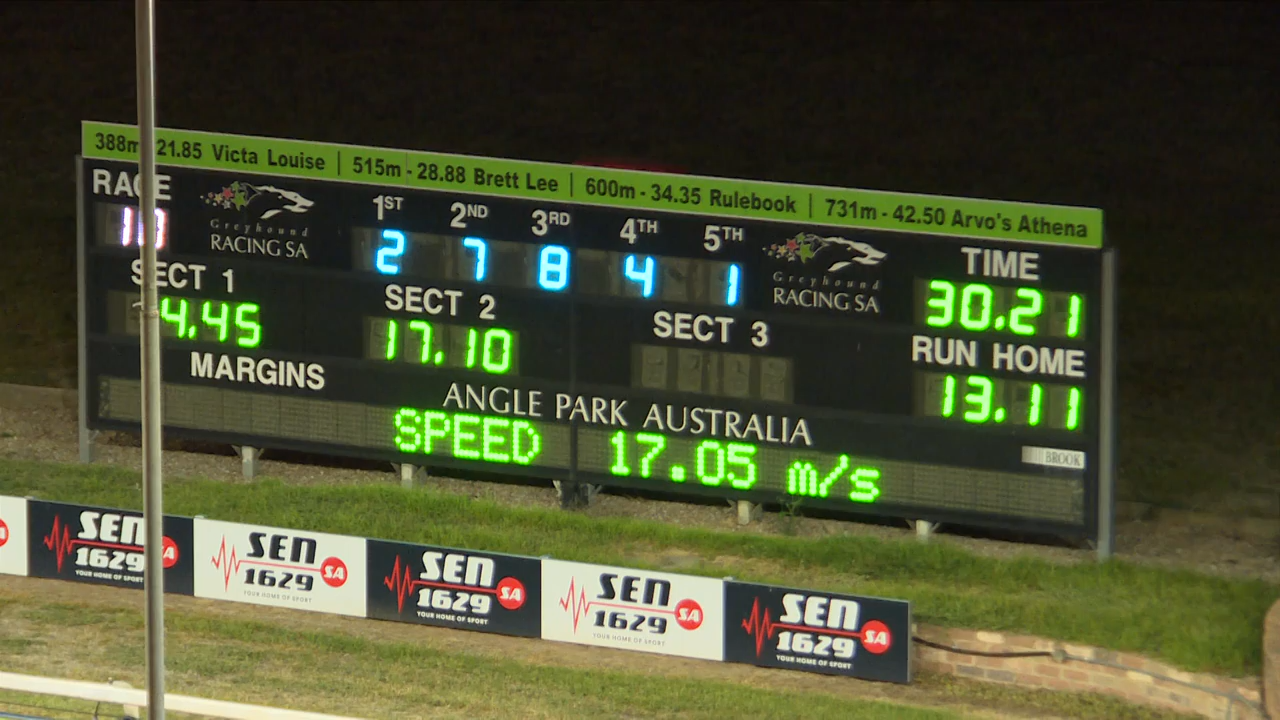 388m 21.85 Victa Louise | 515m - 28.88 Brett Lee | 600m - 34.35 Rulebook | 731m - 42.50 Arvo's Athena
RACE
Greyhound
RACING SA
1ST 2ND 3RD 4TH 5TH
2 7 8 4 1
Greyhound
RACING SA
TIME
30.21
SECT 1
4.45
SECT 2
17.10
SECT 3
RUN HOME
13.11
MARGINS
ANGLE PARK AUSTRALIA
SPEED 17.05 m/s
BROOK
SEN
1629
YOUR HOME OF SPORT
SEN
1629 SA
YOUR HOME OF SPORT
SEN
1629 SA
YOUR HOME OF SPORT
SEN
1629 SA
YOUR HOME OF SPORT
SEN
1629 SA
YOUR HOME OF SPORT